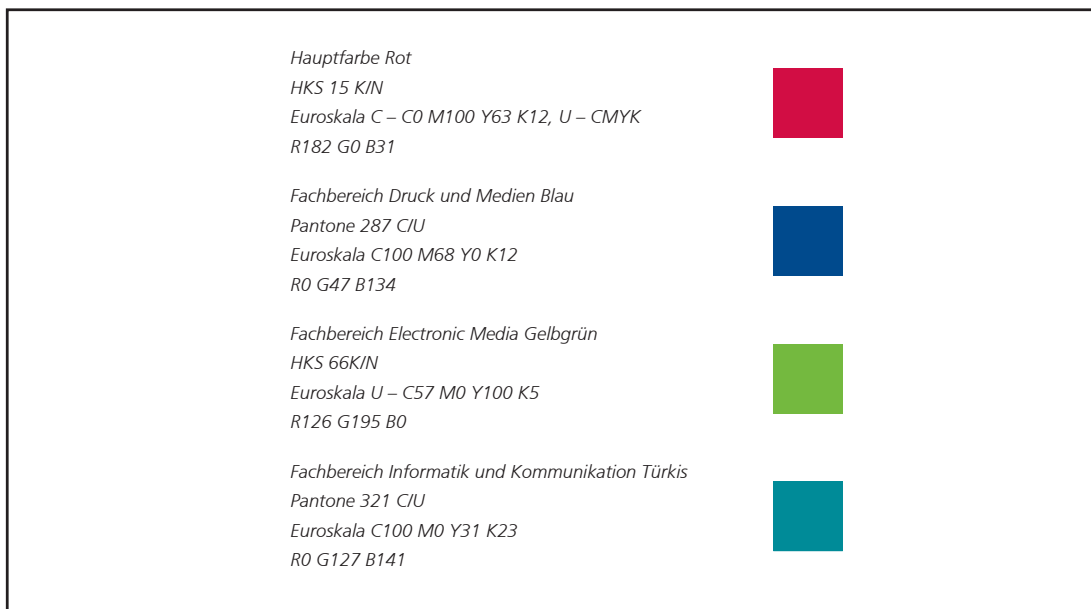 Hauptfarbe Rot
HKS 15 K/N
Euroskala C – C0 M100 Y63 K12, U – CMYK
R182 G0 B31
Fachbereich Druck und Medien Blau
Pantone 287 C/U
Euroskala C100 M68 Y0 K12
R0 G47 B134
Fachbereich Electronic Media Gelbgrün
HKS 66K/N
Euroskala U – C57 M0 Y100 K5
R126 G195 B0
Fachbereich Informatik und Kommunikation Türkis
Pantone 321 C/U
Euroskala C100 M0 Y31 K23
R0 G127 B141